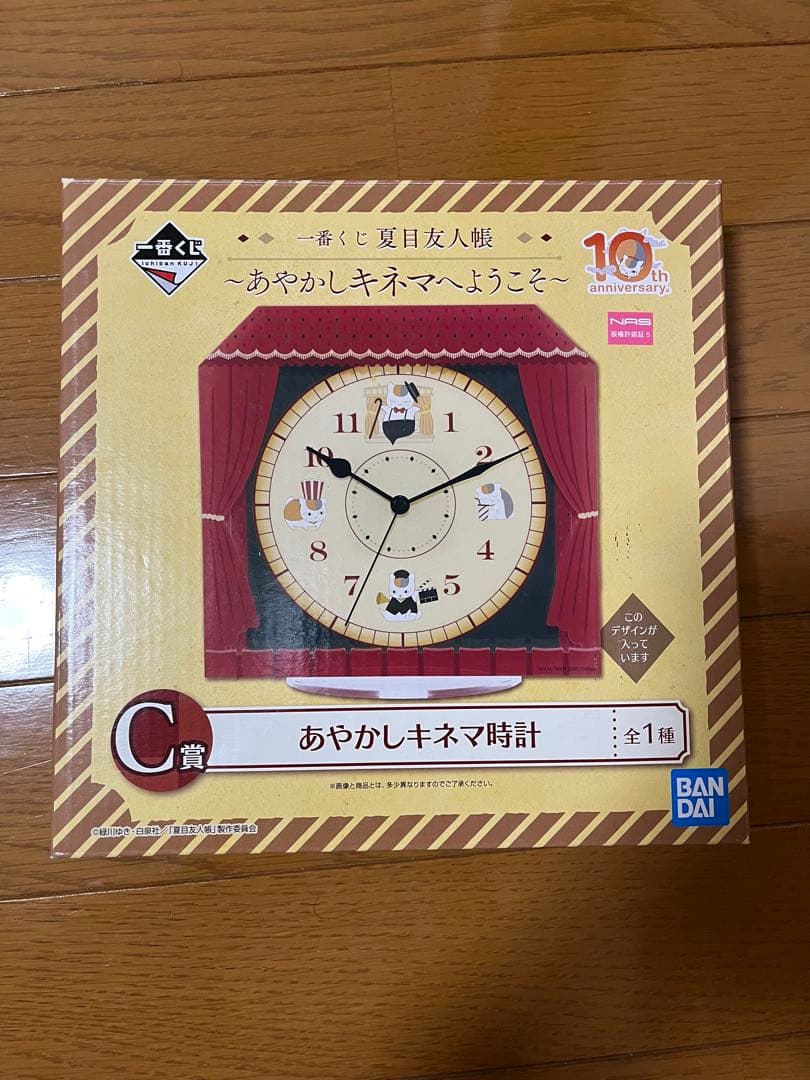 一番くじ
Ichiban KUJI
一番くじ 夏目友人帳
～あやかしキネマへようこそ～
10th
anniversary
NAS
版権許諾証 S
11
1
10
2
8
4
7
5
この
デザインが
入って
います
C賞
あやかしキネマ時計
全1種
※画像と商品とは、多少異なりますのでご了承ください。
BAN
DAI
©緑川ゆき・白泉社／「夏目友人帳」製作委員会